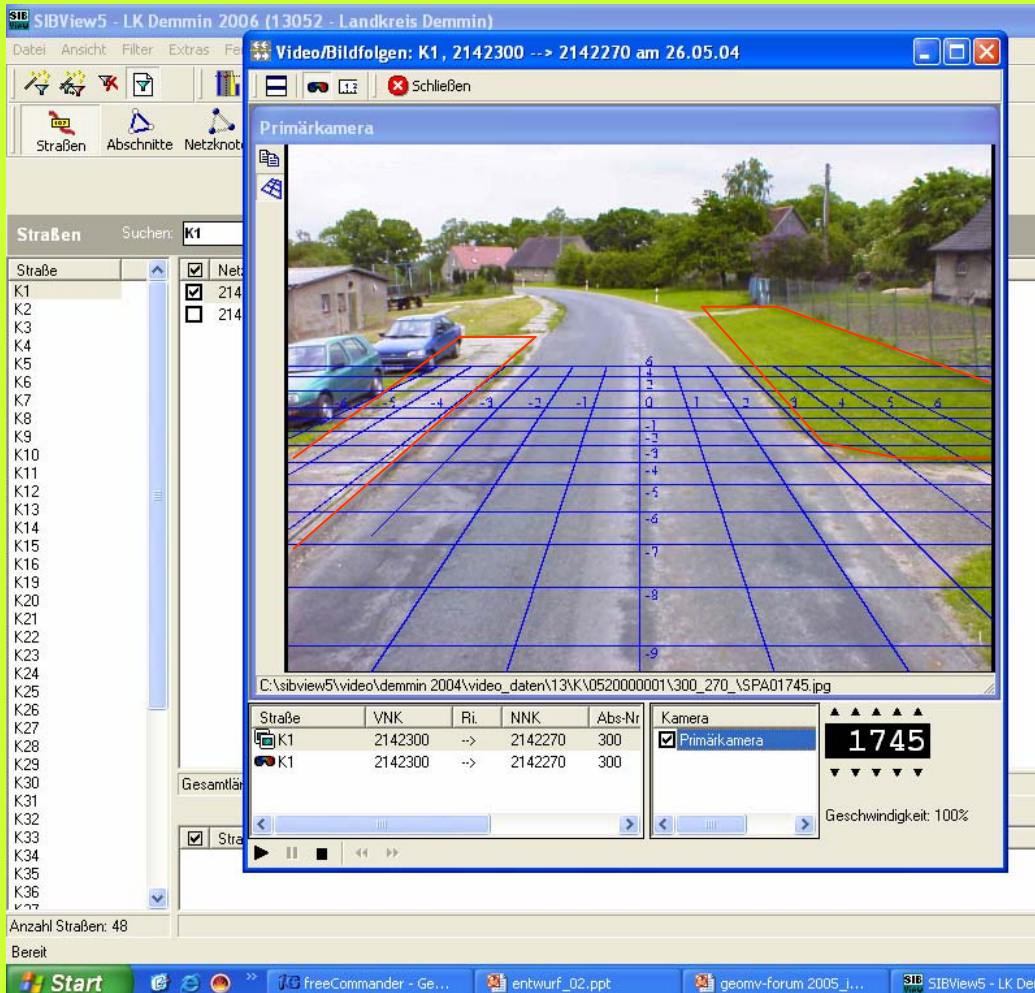 SIBView5 - LK Demmin 2006 (13052 - Landkreis Demmin)
Datei Ansicht Filter Extras
Straßen Abschnitte
Straßen Suchen: K1
Straße
K1
K2
K3
K4
K5
K6
K7
K8
K9
K10
K11
K12
K13
K14
K15
K16
K19
K20
K21
K22
K23
K24
K25
K26
K27
K28
K29
K30
K31
K32
K33
K34
K35
K36
K37
Anzahl Straßen: 48
Bereit
Video/Bildfolgen: K1, 2142300 --> 2142270 am 26.05.04
Schließen
Primärkamera
6
4
2
-6 -5 -4 -3 -2 -1 0 1 2 3 4 5 6
-1
-2
-3
-4
-5
-6
-7
-8
-9
C:\sibview5\video\demmin 2004\video_daten\13\K\0520000001\300_270_\SPA01745.jpg
Straße VNK Ri. NNK Abs-Nr
K1 2142300 --> 2142270 300
K1 2142300 --> 2142270 300
Kamera
Primärkamera
1745
Geschwindigkeit: 100%
Start freeCommander - Ge... entwurf_02.ppt geomv-forum 2005_i... SIBView5 - LK De